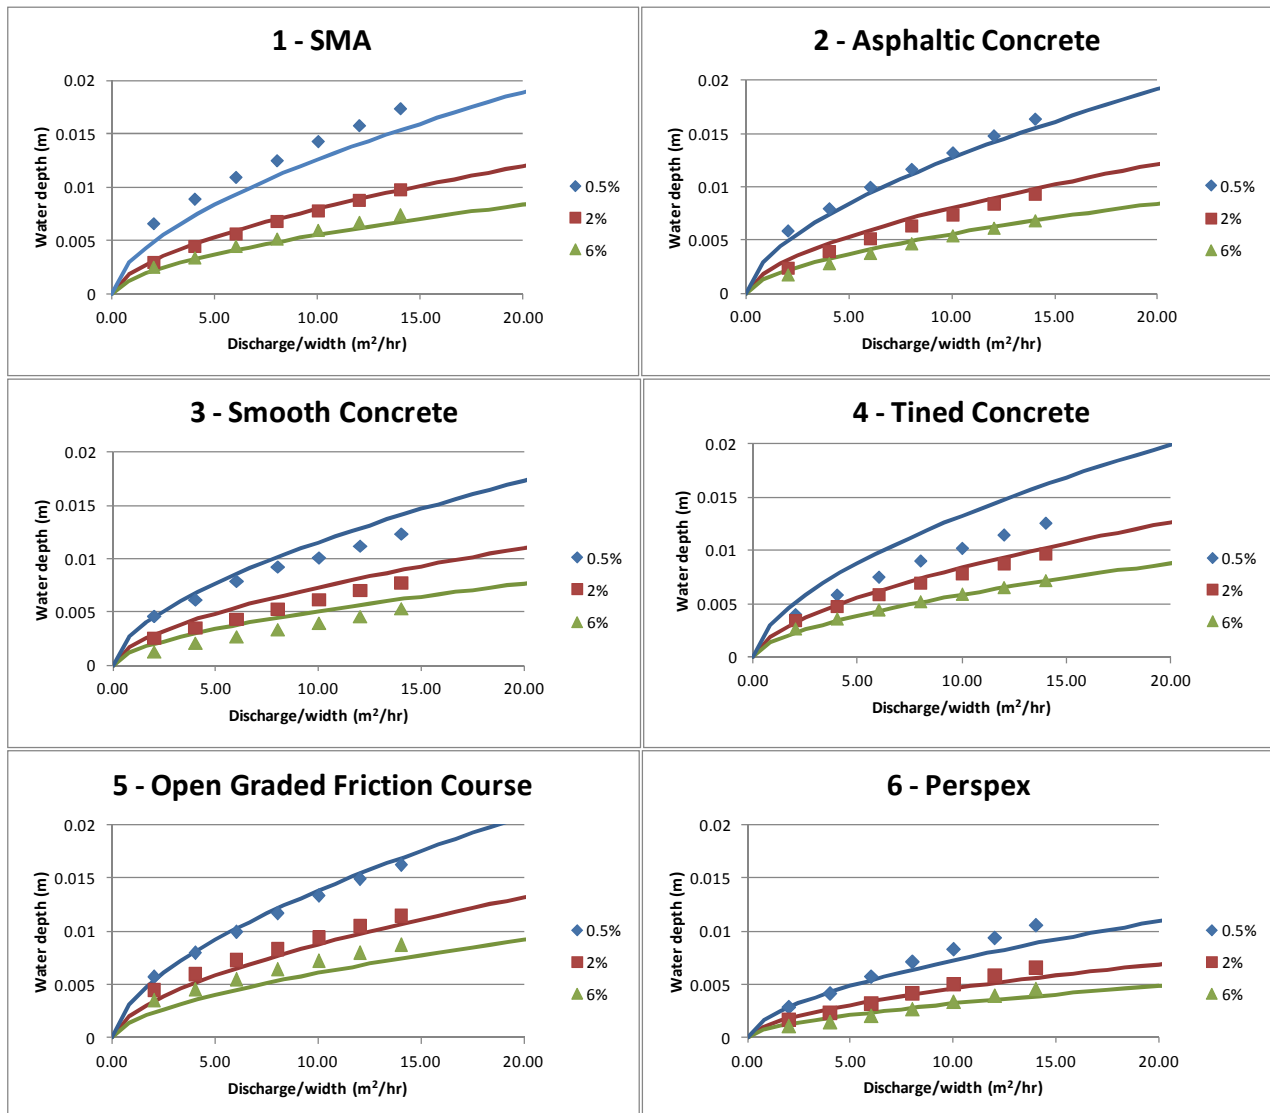 1 - SMA
Water depth (m)
0.02
0.015
0.01
0.005
0
0.00 5.00 10.00 15.00 20.00
Discharge/width (m²/hr)
0.5%
2%
6%
2 - Asphaltic Concrete
Water depth (m)
0.02
0.015
0.01
0.005
0
0.00 5.00 10.00 15.00 20.00
Discharge/width (m²/hr)
0.5%
2%
6%
3 - Smooth Concrete
Water depth (m)
0.02
0.015
0.01
0.005
0
0.00 5.00 10.00 15.00 20.00
Discharge/width (m²/hr)
0.5%
2%
6%
4 - Tined Concrete
Water depth (m)
0.02
0.015
0.01
0.005
0
0.00 5.00 10.00 15.00 20.00
Discharge/width (m²/hr)
0.5%
2%
6%
5 - Open Graded Friction Course
Water depth (m)
0.02
0.015
0.01
0.005
0
0.00 5.00 10.00 15.00 20.00
Discharge/width (m²/hr)
0.5%
2%
6%
6 - Perspex
Water depth (m)
0.02
0.015
0.01
0.005
0
0.00 5.00 10.00 15.00 20.00
Discharge/width (m²/hr)
0.5%
2%
6%